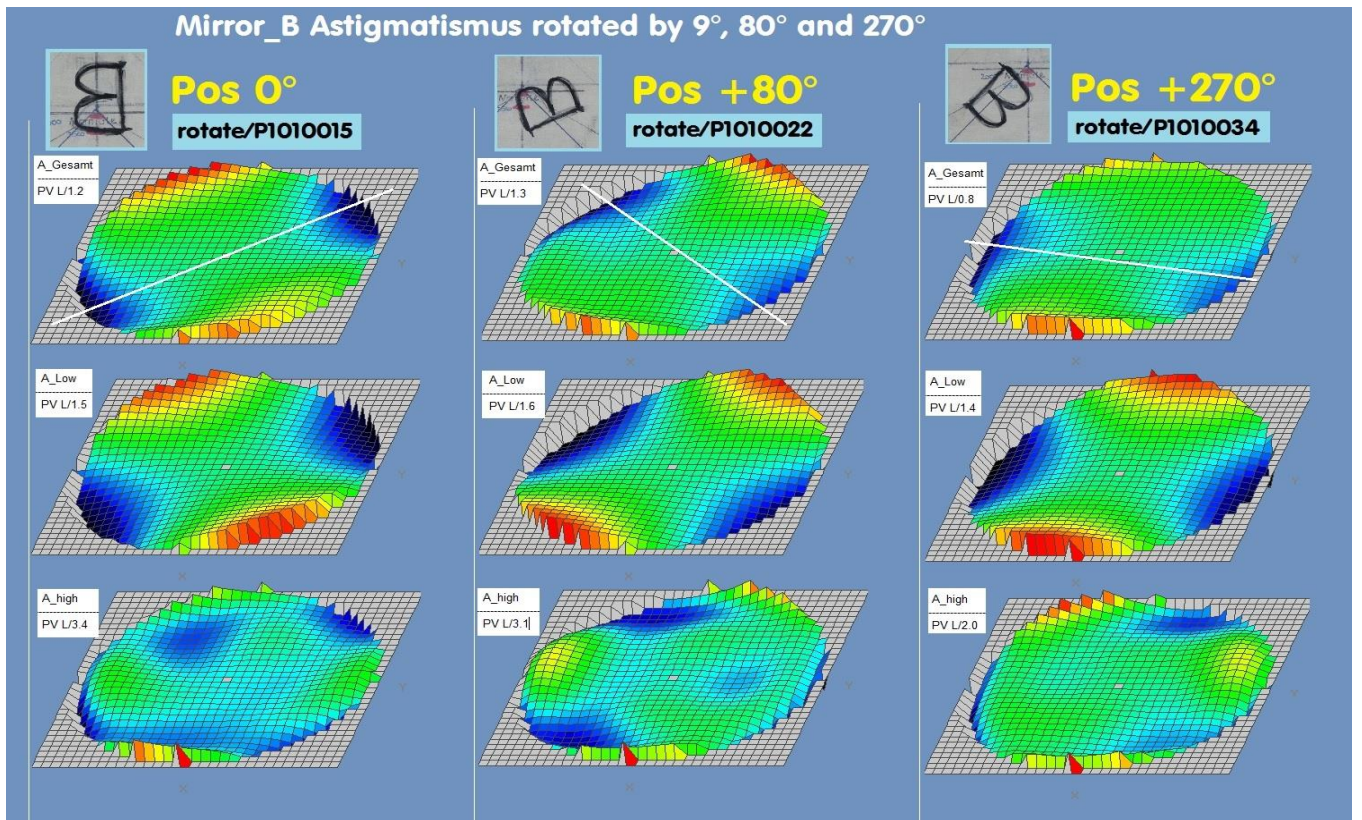 Mirror_B Astigmatismus rotated by 9°, 80° and 270°
B
Pos 0°
rotate/P1010015
B
Pos +80°
rotate/P1010022
B
Pos +270°
rotate/P1010034
A_Gesamt
PV L/1.2
Y
X
A_Gesamt
PV L/1.3
Y
X
A_Gesamt
PV L/0.8
Y
X
A_Low
PV L/1.5
Y
X
A_Low
PV L/1.6
Y
X
A_Low
PV L/1.4
Y
X
A_high
PV L/3.4
Y
X
A_high
PV L/3.1
Y
X
A_high
PV L/2.0
Y
X